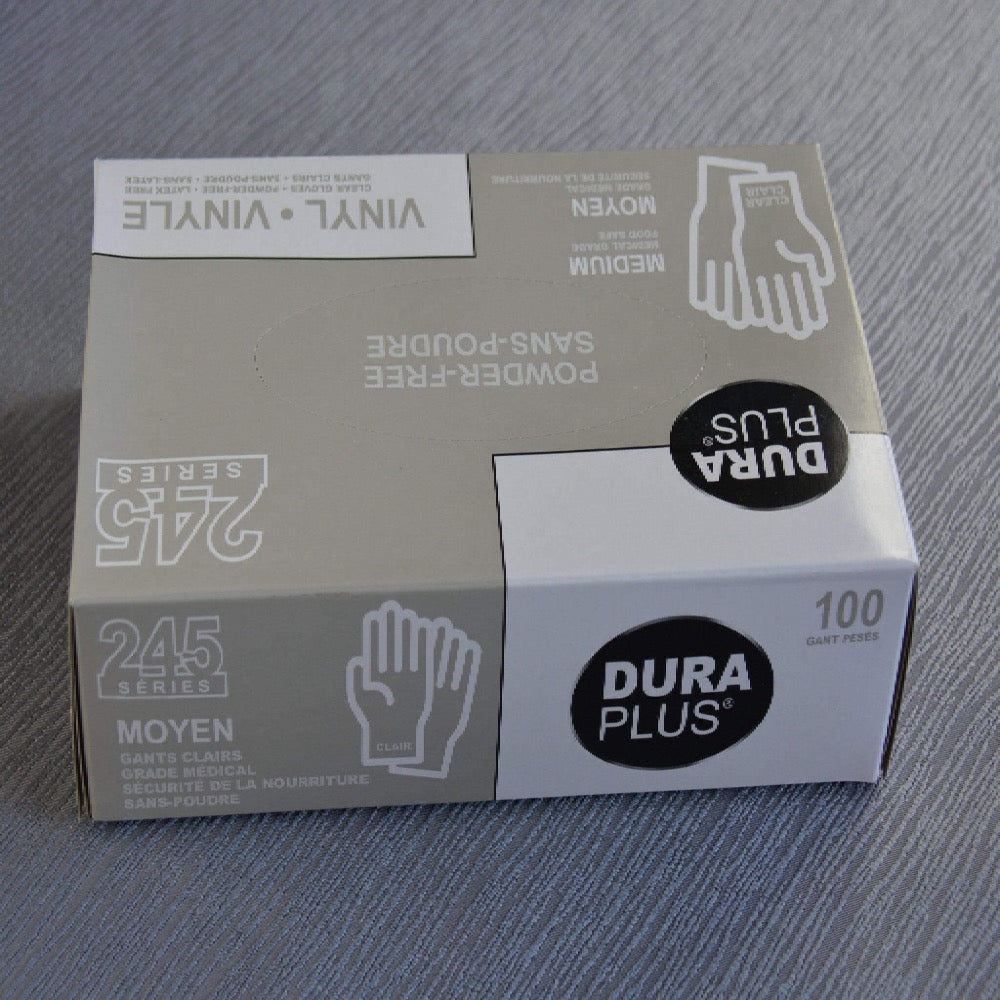 VINYL • VINYLE
CLEAR GLOVES • POWDER-FREE • LATEX FREE
GANTS CLAIRS • SANS-POUDRE • SANS-LATEX
MEDIUM
MEDICAL GRADE
FOOD SAFE
MOYEN
GRADE MÉDICAL
SÉCURITÉ DE LA NOURRITURE
CLEAR
CLAIR
POWDER-FREE
SANS-POUDRE
DURA
PLUS®
245
SERIES
245
SÉRIES
MOYEN
GANTS CLAIRS
GRADE MÉDICAL
SÉCURITÉ DE LA NOURRITURE
SANS-POUDRE
CLAIR
DURA
PLUS®
100
GANT PESÉS